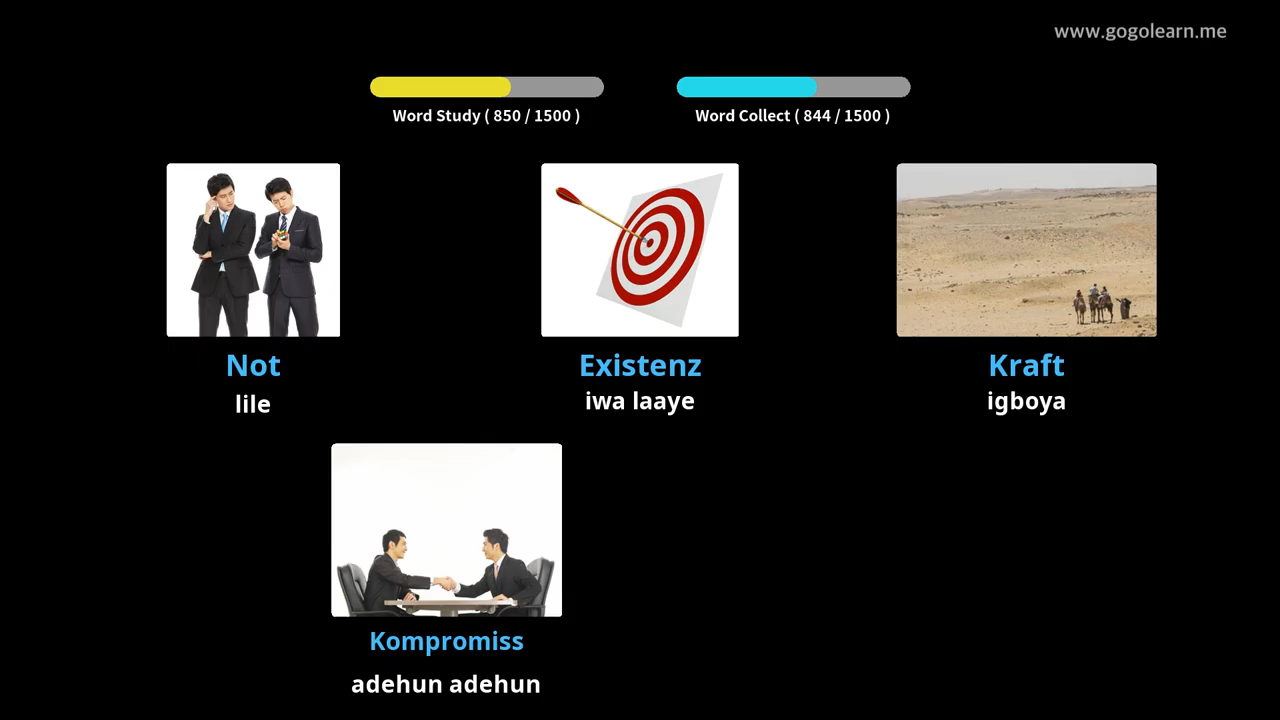 www.gogolearn.me
Word Study ( 850 / 1500 )
Word Collect ( 844 / 1500 )
Not
lile
Existenz
iwa laaye
Kraft
igboya
Kompromiss
adehun adehun